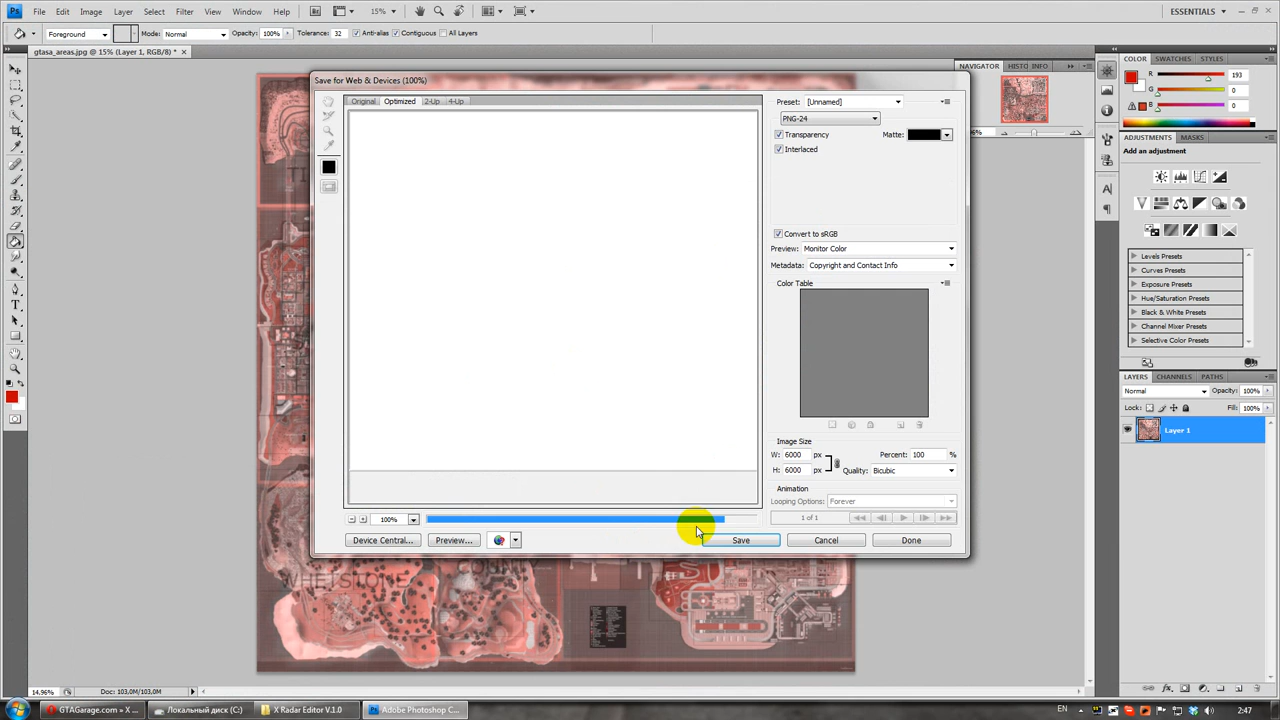 Ps File Edit Image Layer Select Filter View Window Help 15% ESSENTIALS
Foreground Mode: Normal Opacity: 100% Tolerance: 32 Anti-alias Contiguous All Layers
gtasa_areas.jpg @ 15% (Layer 1, RGB/8) * ×
NAVIGATOR HISTO INFO
COLOR SWATCHES STYLES
R 193
G 0
B 0
ADJUSTMENTS MASKS
Add an adjustment
Levels Presets
Curves Presets
Exposure Presets
Hue/Saturation Presets
Black & White Presets
Channel Mixer Presets
Selective Color Presets
LAYERS CHANNELS PATHS
Normal Opacity: 100%
Lock: Fill: 100%
Layer 1
Save for Web & Devices (100%)
Original Optimized 2-Up 4-Up
Preset: [Unnamed]
PNG-24
Transparency Matte:
Interlaced
Convert to sRGB
Preview: Monitor Color
Metadata: Copyright and Contact Info
Color Table
Image Size
W: 6000 px Percent: 100 %
H: 6000 px Quality: Bicubic
Animation
Looping Options: Forever
1 of 1
100%
Device Central... Preview... Save Cancel Done
WHETSTONE
COUNTY
14.96% Doc: 103,0M/103,0M
GTAGarage.com » X ... Локальный диск (C:) X Radar Editor V.1.0 Adobe Photoshop C... EN 2:47